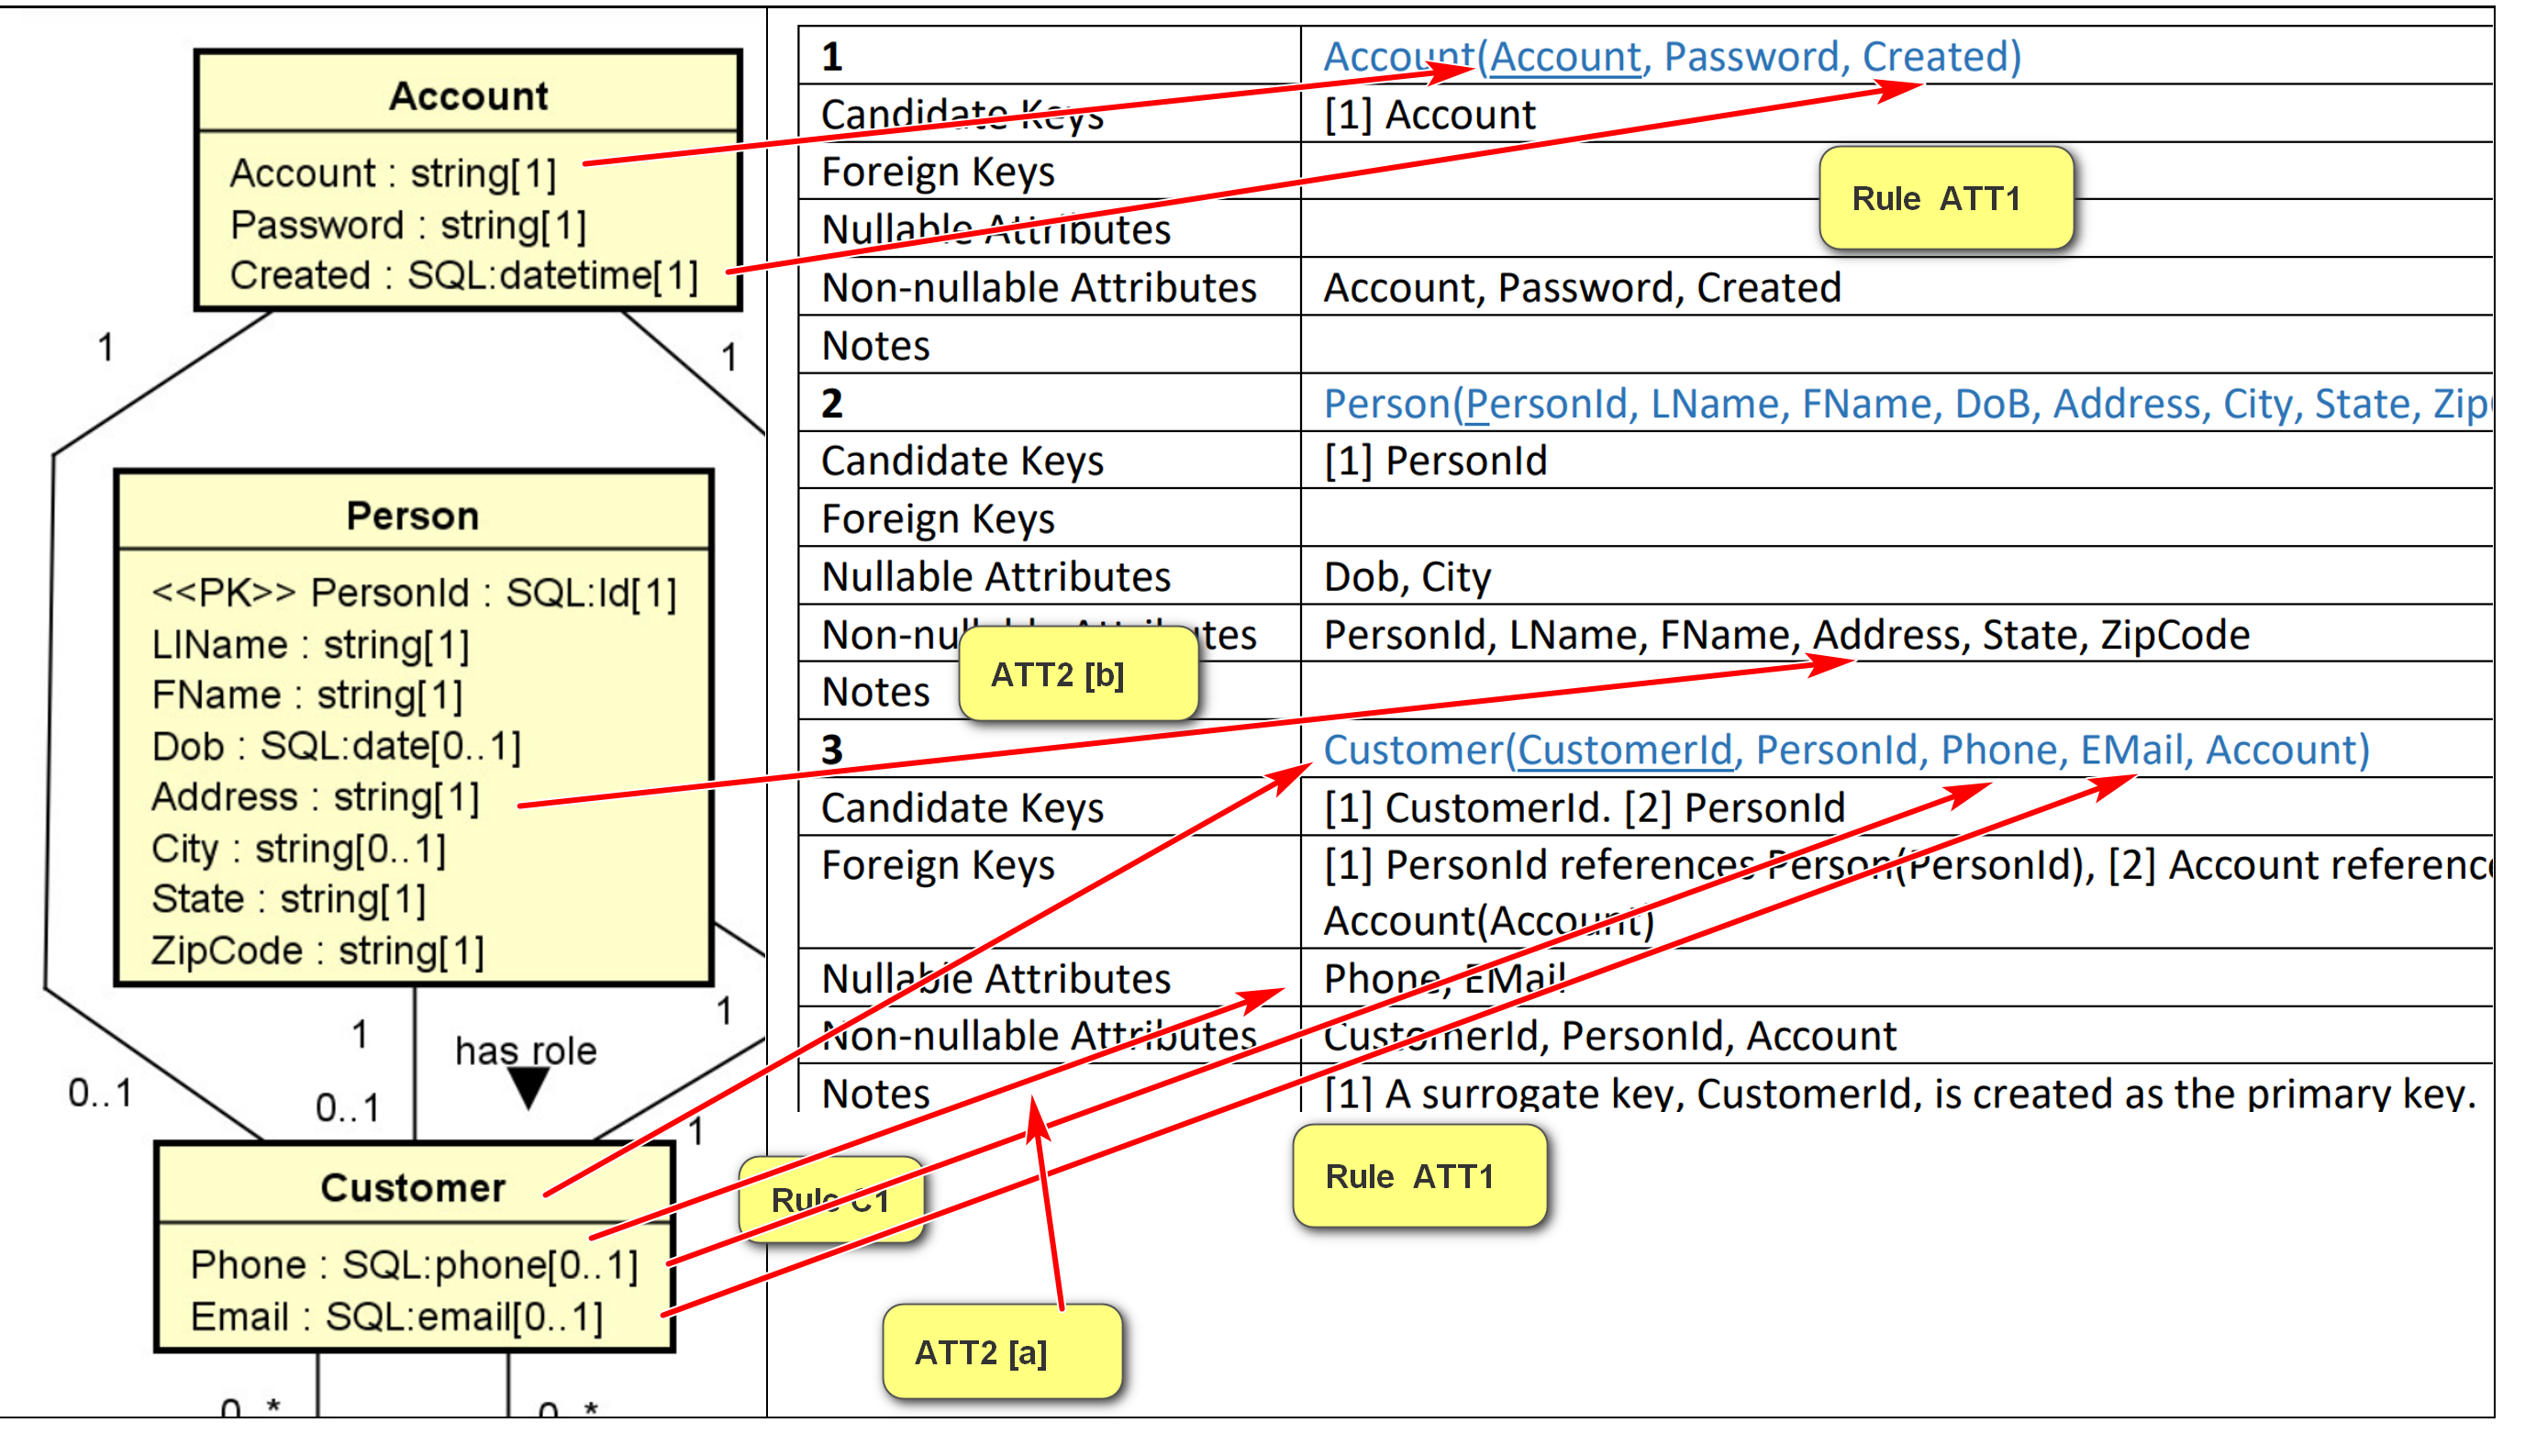 Account
Account : string[1]
Password : string[1]
Created : SQL:datetime[1]
1
1
Person
<<PK>> PersonId : SQL:Id[1]
LIName : string[1]
FName : string[1]
Dob : SQL:date[0..1]
Address : string[1]
City : string[0..1]
State : string[1]
ZipCode : string[1]
1
has role
1
0..1
0..1
1
Customer
Phone : SQL:phone[0..1]
Email : SQL:email[0..1]
0..*
0..*
1 Account(Account, Password, Created)
Candidate Keys [1] Account
Foreign Keys
Rule ATT1
Nullable Attributes
Non-nullable Attributes Account, Password, Created
Notes
2 Person(PersonId, LName, FName, DoB, Address, City, State, Zip
Candidate Keys [1] PersonId
Foreign Keys
Nullable Attributes Dob, City
Non-nullable Attributes PersonId, LName, FName, Address, State, ZipCode
ATT2 [b]
Notes
3 Customer(CustomerId, PersonId, Phone, EMail, Account)
Candidate Keys [1] CustomerId. [2] PersonId
Foreign Keys [1] PersonId references Person(PersonId), [2] Account referenc
Account(Account)
Nullable Attributes Phone, EMail
Non-nullable Attributes CustomerId, PersonId, Account
Notes [1] A surrogate key, CustomerId, is created as the primary key.
Rule C1
Rule ATT1
ATT2 [a]